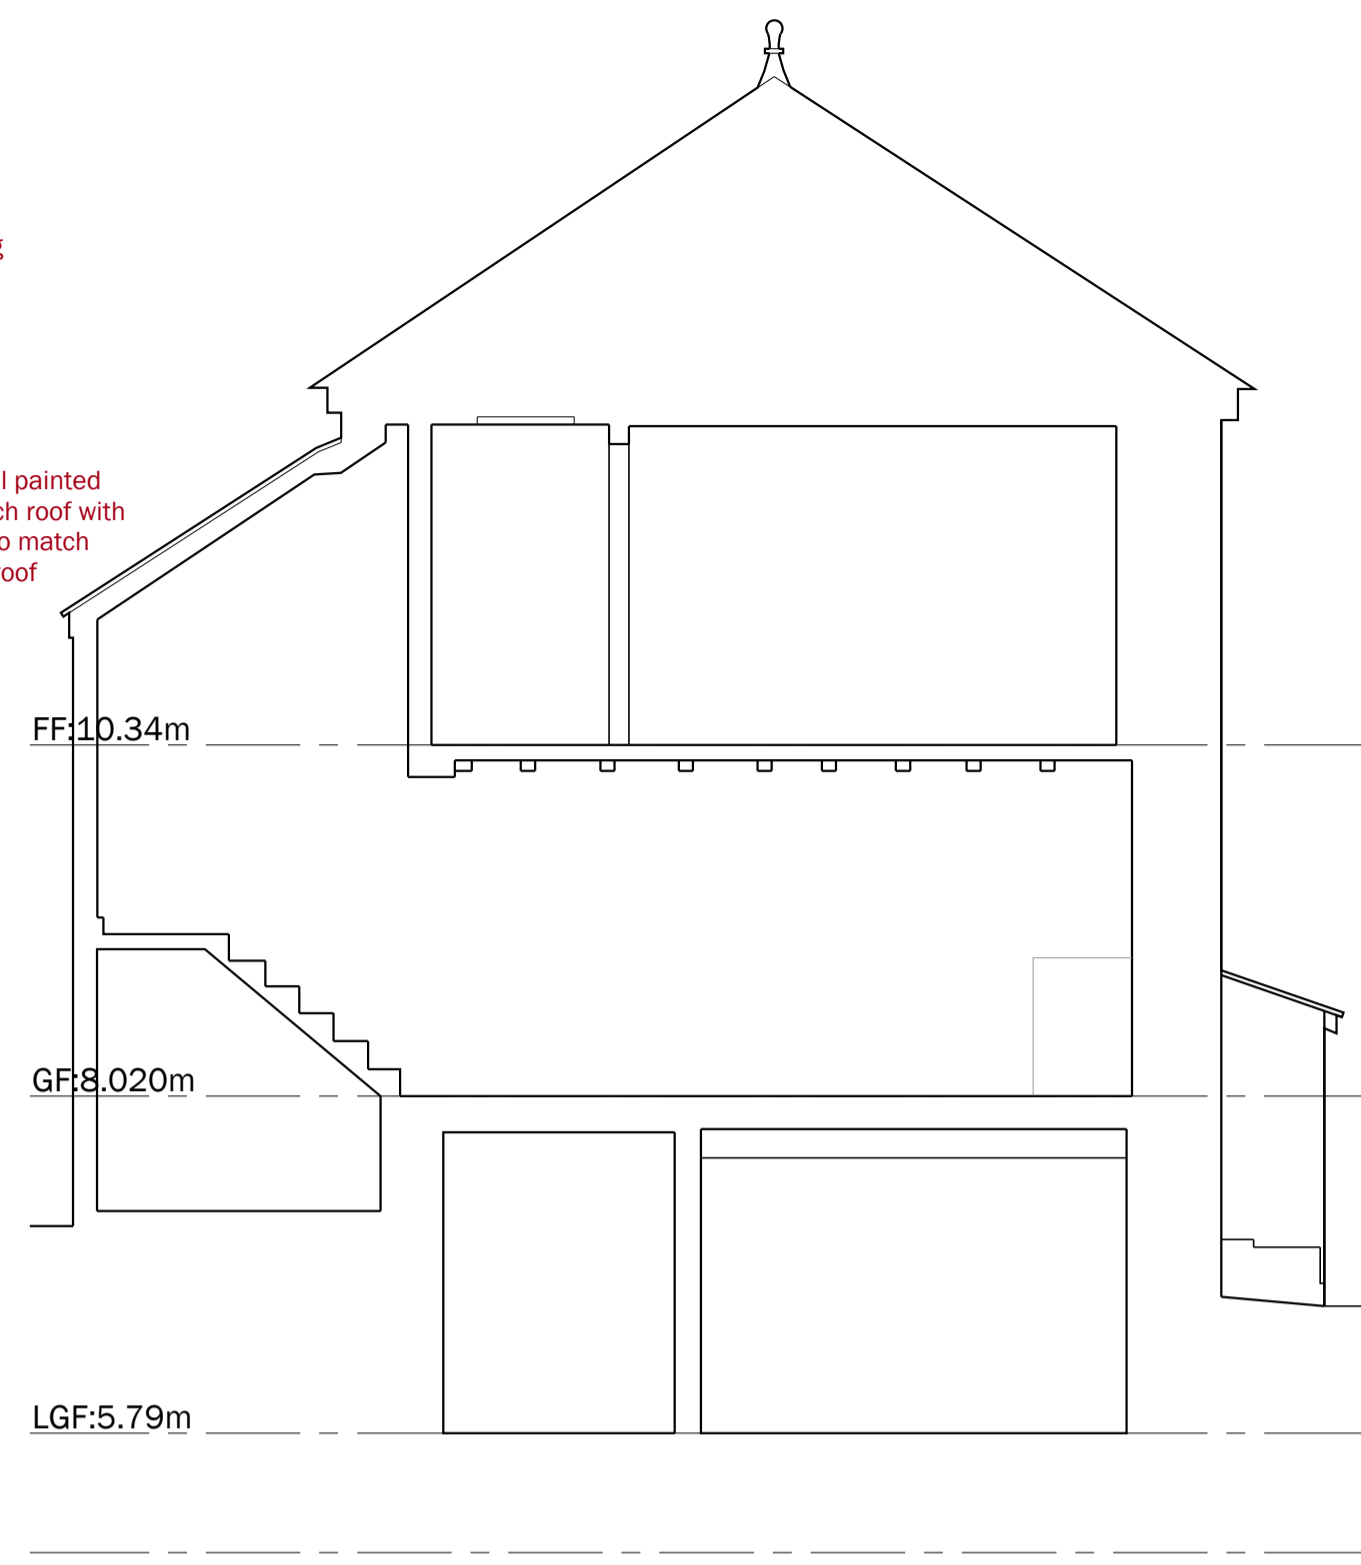 g
l painted
ch roof with
o match
roof
FF:10.34m
GF:8.020m
LGF:5.79m